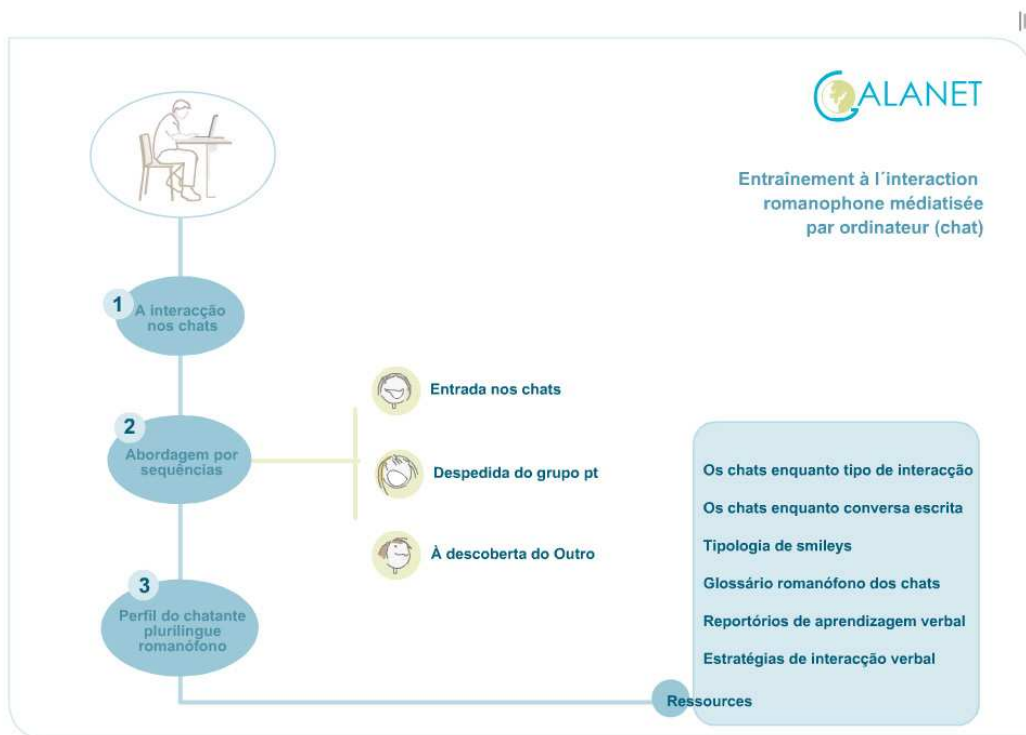 GALANET
Entraînement à l´interaction
romanophone médiatisée
par ordinateur (chat)
1
A interacção
nos chats
2
Abordagem por
sequências
Entrada nos chats
Despedida do grupo pt
À descoberta do Outro
3
Perfil do chatante
plurilingue
romanófono
Os chats enquanto tipo de interacção
Os chats enquanto conversa escrita
Tipologia de smileys
Glossário romanófono dos chats
Reportórios de aprendizagem verbal
Estratégias de interacção verbal
Ressources